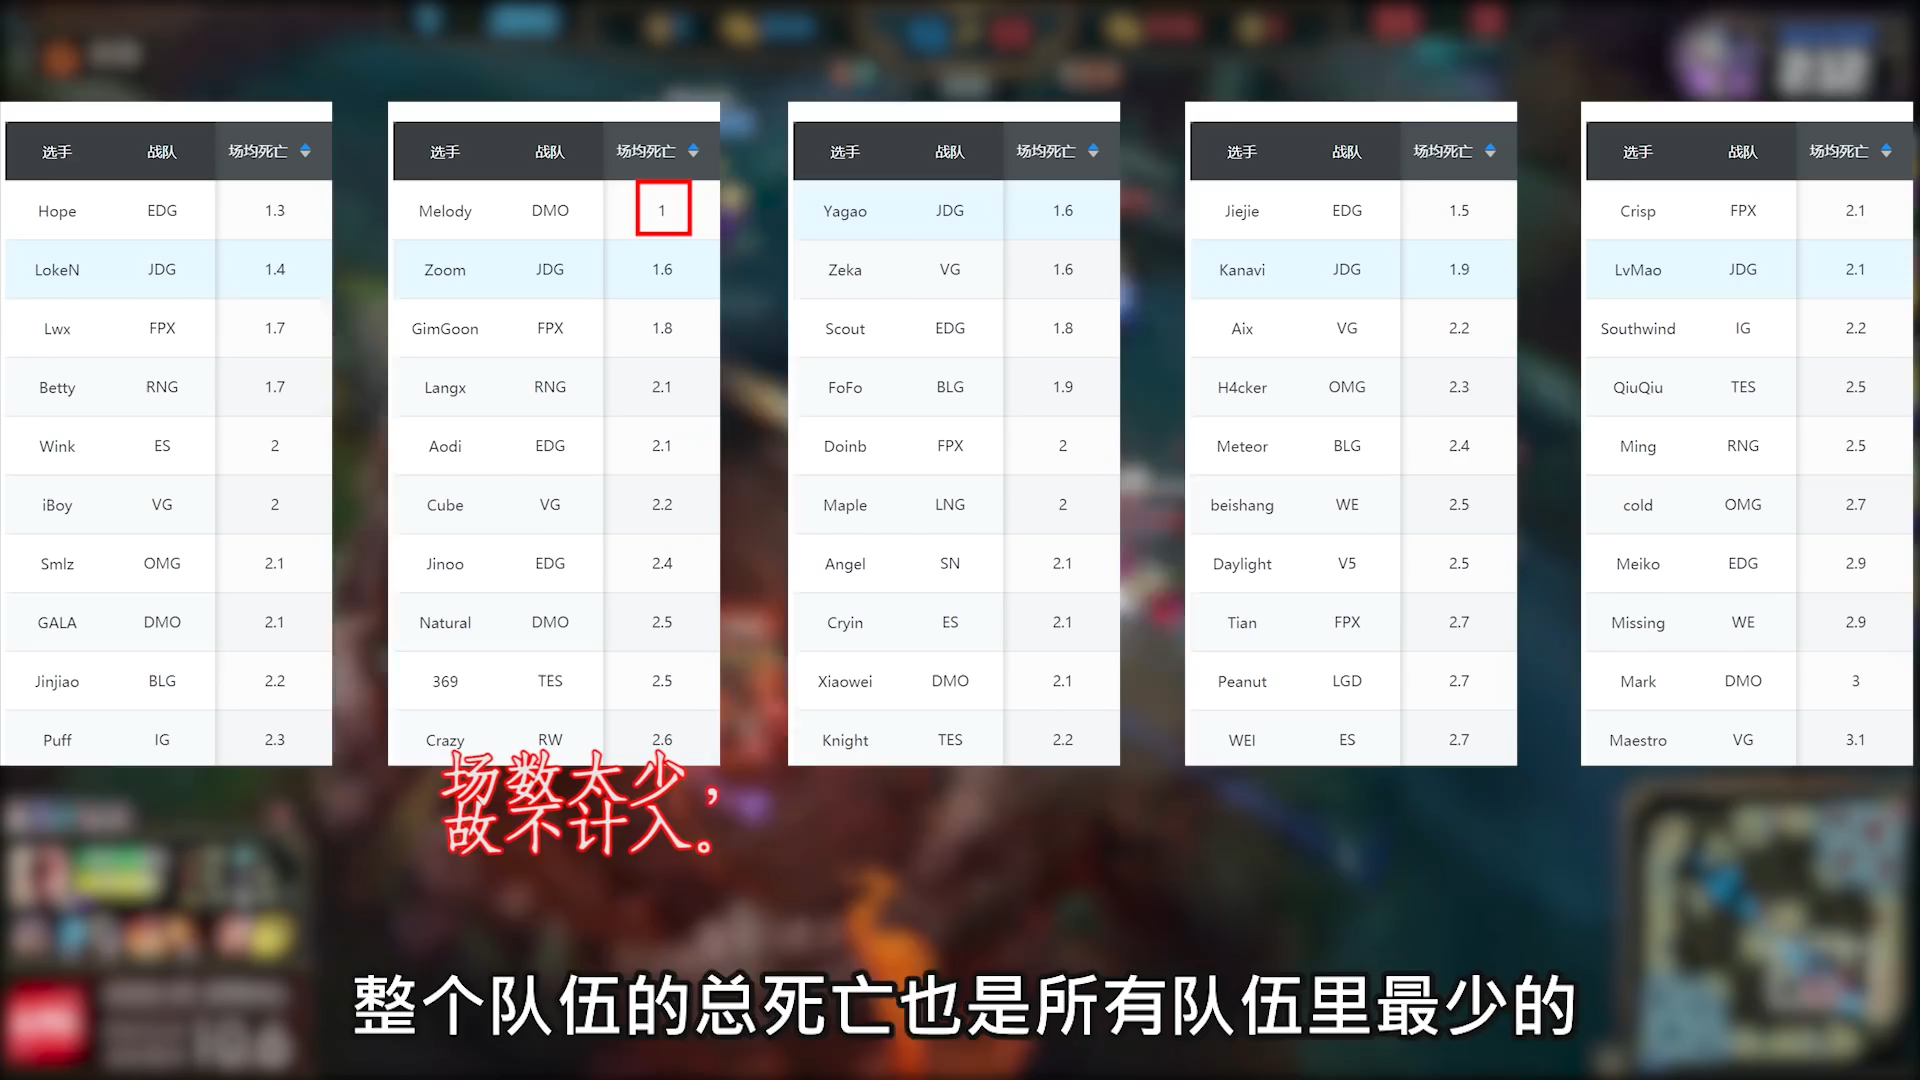 选手 战队 场均死亡
Hope EDG 1.3
LokeN JDG 1.4
Lwx FPX 1.7
Betty RNG 1.7
Wink ES 2
iBoy VG 2
Smlz OMG 2.1
GALA DMO 2.1
Jinjiao BLG 2.2
Puff IG 2.3
选手 战队 场均死亡
Melody DMO 1
Zoom JDG 1.6
GimGoon FPX 1.8
Langx RNG 2.1
Aodi EDG 2.1
Cube VG 2.2
Jinoo EDG 2.4
Natural DMO 2.5
369 TES 2.5
Crazy RW 2.6
场数太少，
故不计入。
选手 战队 场均死亡
Yagao JDG 1.6
Zeka VG 1.6
Scout EDG 1.8
FoFo BLG 1.9
Doinb FPX 2
Maple LNG 2
Angel SN 2.1
Cryin ES 2.1
Xiaowei DMO 2.1
Knight TES 2.2
选手 战队 场均死亡
Jiejie EDG 1.5
Kanavi JDG 1.9
Aix VG 2.2
H4cker OMG 2.3
Meteor BLG 2.4
beishang WE 2.5
Daylight V5 2.5
Tian FPX 2.7
Peanut LGD 2.7
WEI ES 2.7
选手 战队 场均死亡
Crisp FPX 2.1
LvMao JDG 2.1
Southwind IG 2.2
QiuQiu TES 2.5
Ming RNG 2.5
cold OMG 2.7
Meiko EDG 2.9
Missing WE 2.9
Mark DMO 3
Maestro VG 3.1
整个队伍的总死亡也是所有队伍里最少的